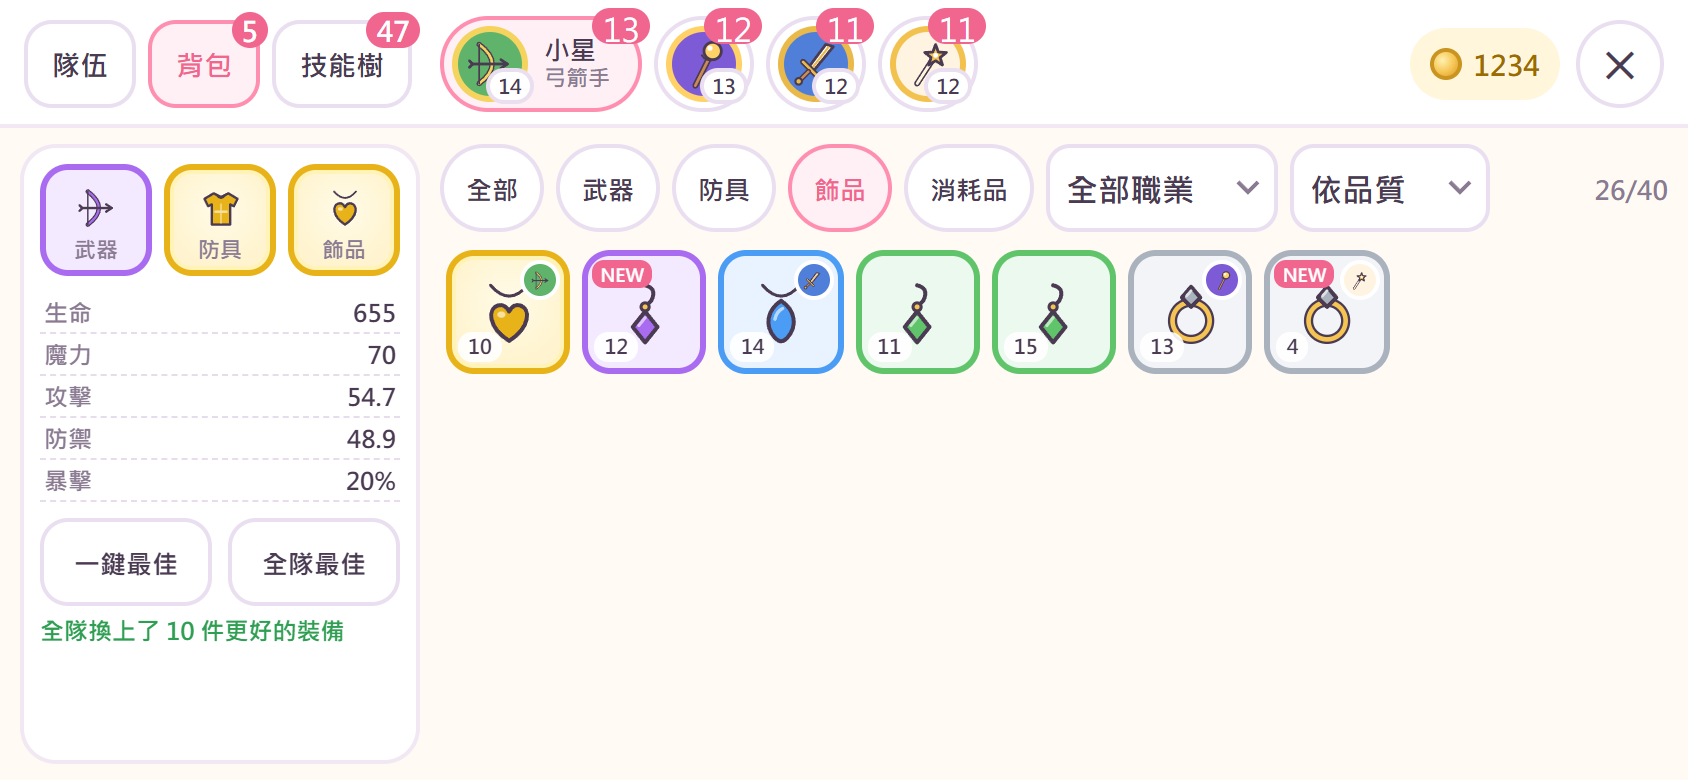 隊伍
背包
5
技能樹
47
14
小星
弓箭手
13
13
12
12
11
12
11
1234
武器
防具
飾品
生命 655
魔力 70
攻擊 54.7
防禦 48.9
暴擊 20%
一鍵最佳
全隊最佳
全隊換上了 10 件更好的裝備
全部
武器
防具
飾品
消耗品
全部職業
依品質
26/40
10
NEW
12
14
11
15
13
NEW
4